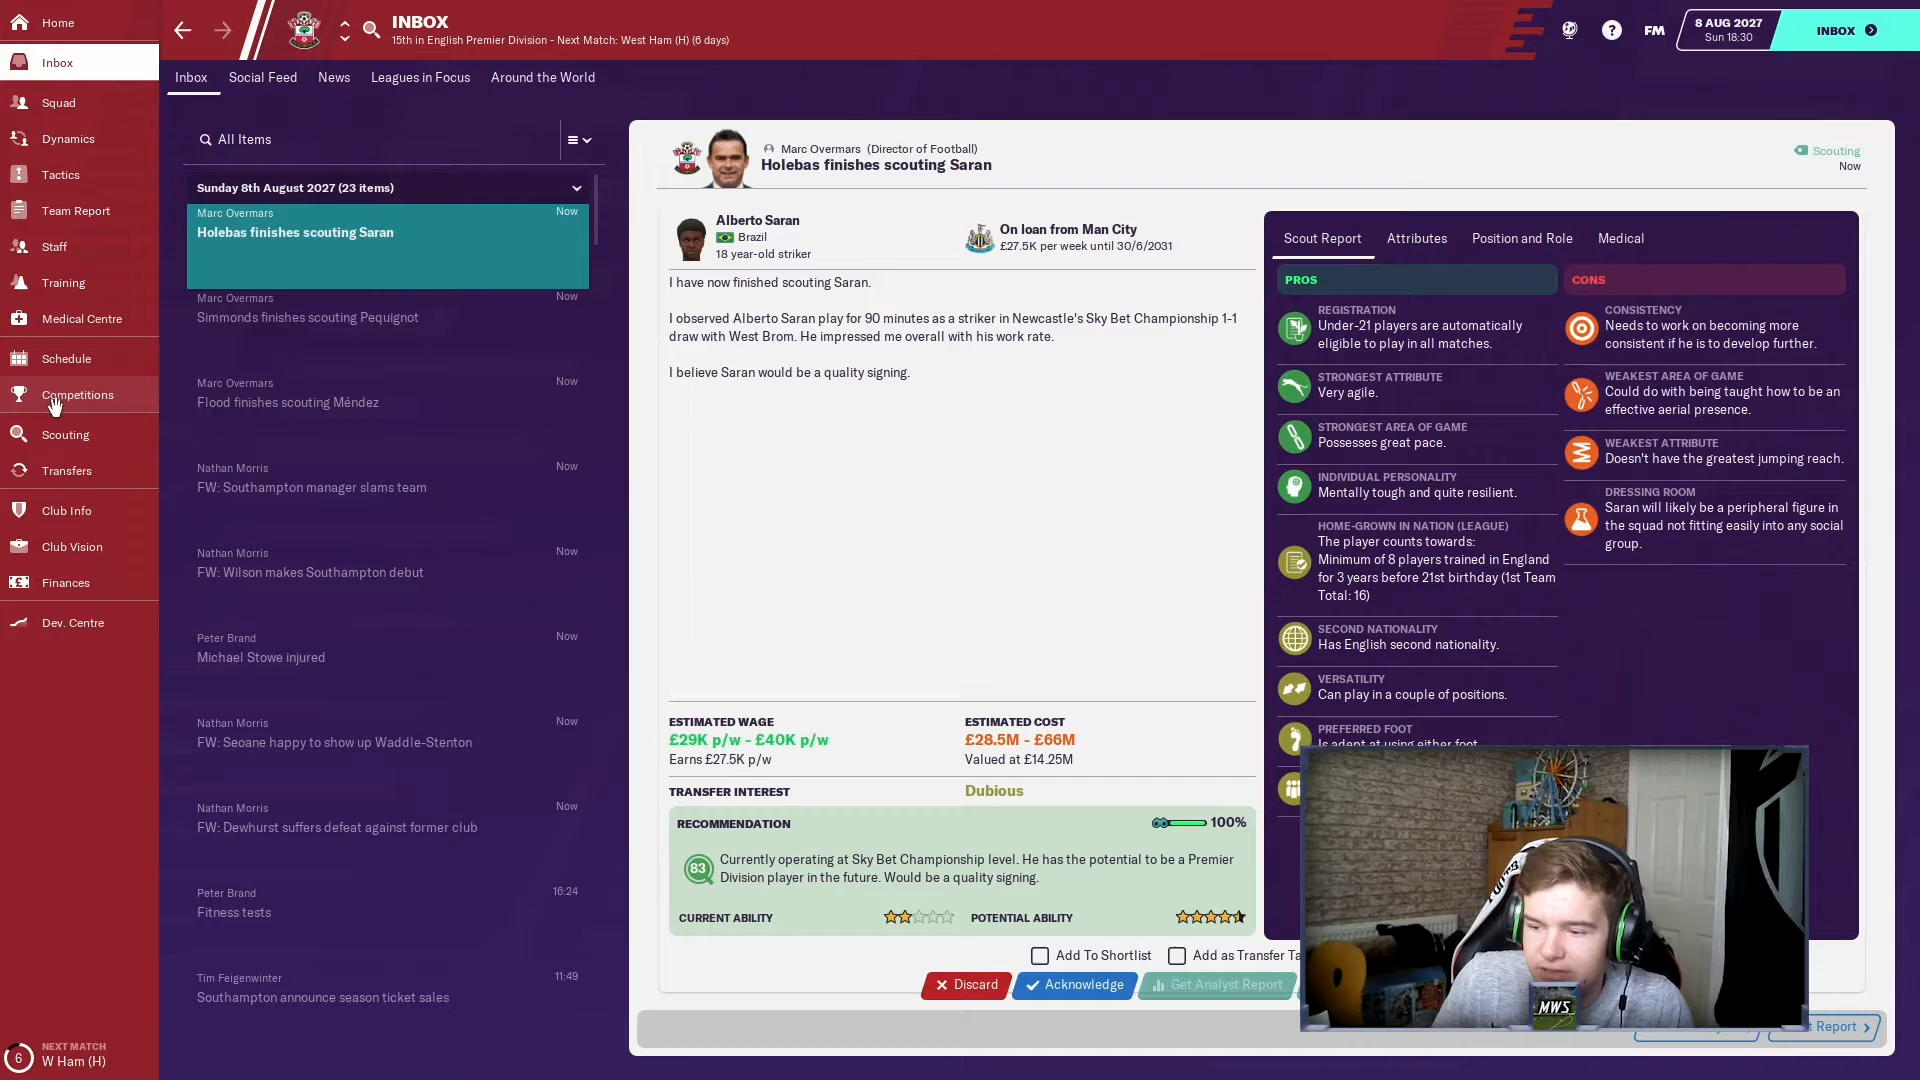 Home
Inbox
Squad
Dynamics
Tactics
Team Report
Staff
Training
Medical Centre
Schedule
Competitions
Scouting
Transfers
Club Info
Club Vision
Finances
Dev. Centre
6
NEXT MATCH
W Ham (H)
INBOX
15th in English Premier Division - Next Match: West Ham (H) (6 days)
?
FM
8 AUG 2027
Sun 18:30
INBOX
Inbox
Social Feed
News
Leagues in Focus
Around the World
All Items
Sunday 8th August 2027 (23 items)
Marc Overmars
Now
Holebas finishes scouting Saran
Marc Overmars
Now
Simmonds finishes scouting Pequignot
Marc Overmars
Now
Flood finishes scouting Méndez
Nathan Morris
Now
FW: Southampton manager slams team
Nathan Morris
Now
FW: Wilson makes Southampton debut
Peter Brand
Now
Michael Stowe injured
Nathan Morris
Now
FW: Seoane happy to show up Waddle-Stenton
Nathan Morris
Now
FW: Dewhurst suffers defeat against former club
Peter Brand
16:24
Fitness tests
Tim Feigenwinter
11:49
Southampton announce season ticket sales
Marc Overmars (Director of Football)
Holebas finishes scouting Saran
Scouting
Now
Alberto Saran
Brazil
18 year-old striker
On loan from Man City
£27.5K per week until 30/6/2031
I have now finished scouting Saran.
I observed Alberto Saran play for 90 minutes as a striker in Newcastle's Sky Bet Championship 1-1
draw with West Brom. He impressed me overall with his work rate.
I believe Saran would be a quality signing.
ESTIMATED WAGE
£29K p/w - £40K p/w
Earns £27.5K p/w
ESTIMATED COST
£28.5M - £66M
Valued at £14.25M
TRANSFER INTEREST
Dubious
RECOMMENDATION
100%
83
Currently operating at Sky Bet Championship level. He has the potential to be a Premier
Division player in the future. Would be a quality signing.
CURRENT ABILITY
POTENTIAL ABILITY
Add To Shortlist
Add as Transfer Ta
Discard
Acknowledge
Get Analyst Report
Scout Report
Attributes
Position and Role
Medical
PROS
REGISTRATION
Under-21 players are automatically
eligible to play in all matches.
STRONGEST ATTRIBUTE
Very agile.
STRONGEST AREA OF GAME
Possesses great pace.
INDIVIDUAL PERSONALITY
Mentally tough and quite resilient.
HOME-GROWN IN NATION (LEAGUE)
The player counts towards:
Minimum of 8 players trained in England
for 3 years before 21st birthday (1st Team
Total: 16)
SECOND NATIONALITY
Has English second nationality.
VERSATILITY
Can play in a couple of positions.
PREFERRED FOOT
Is adept at using either foot.
CONS
CONSISTENCY
Needs to work on becoming more
consistent if he is to develop further.
WEAKEST AREA OF GAME
Could do with being taught how to be an
effective aerial presence.
WEAKEST ATTRIBUTE
Doesn't have the greatest jumping reach.
DRESSING ROOM
Saran will likely be a peripheral figure in
the squad not fitting easily into any social
group.
MWS
t Report